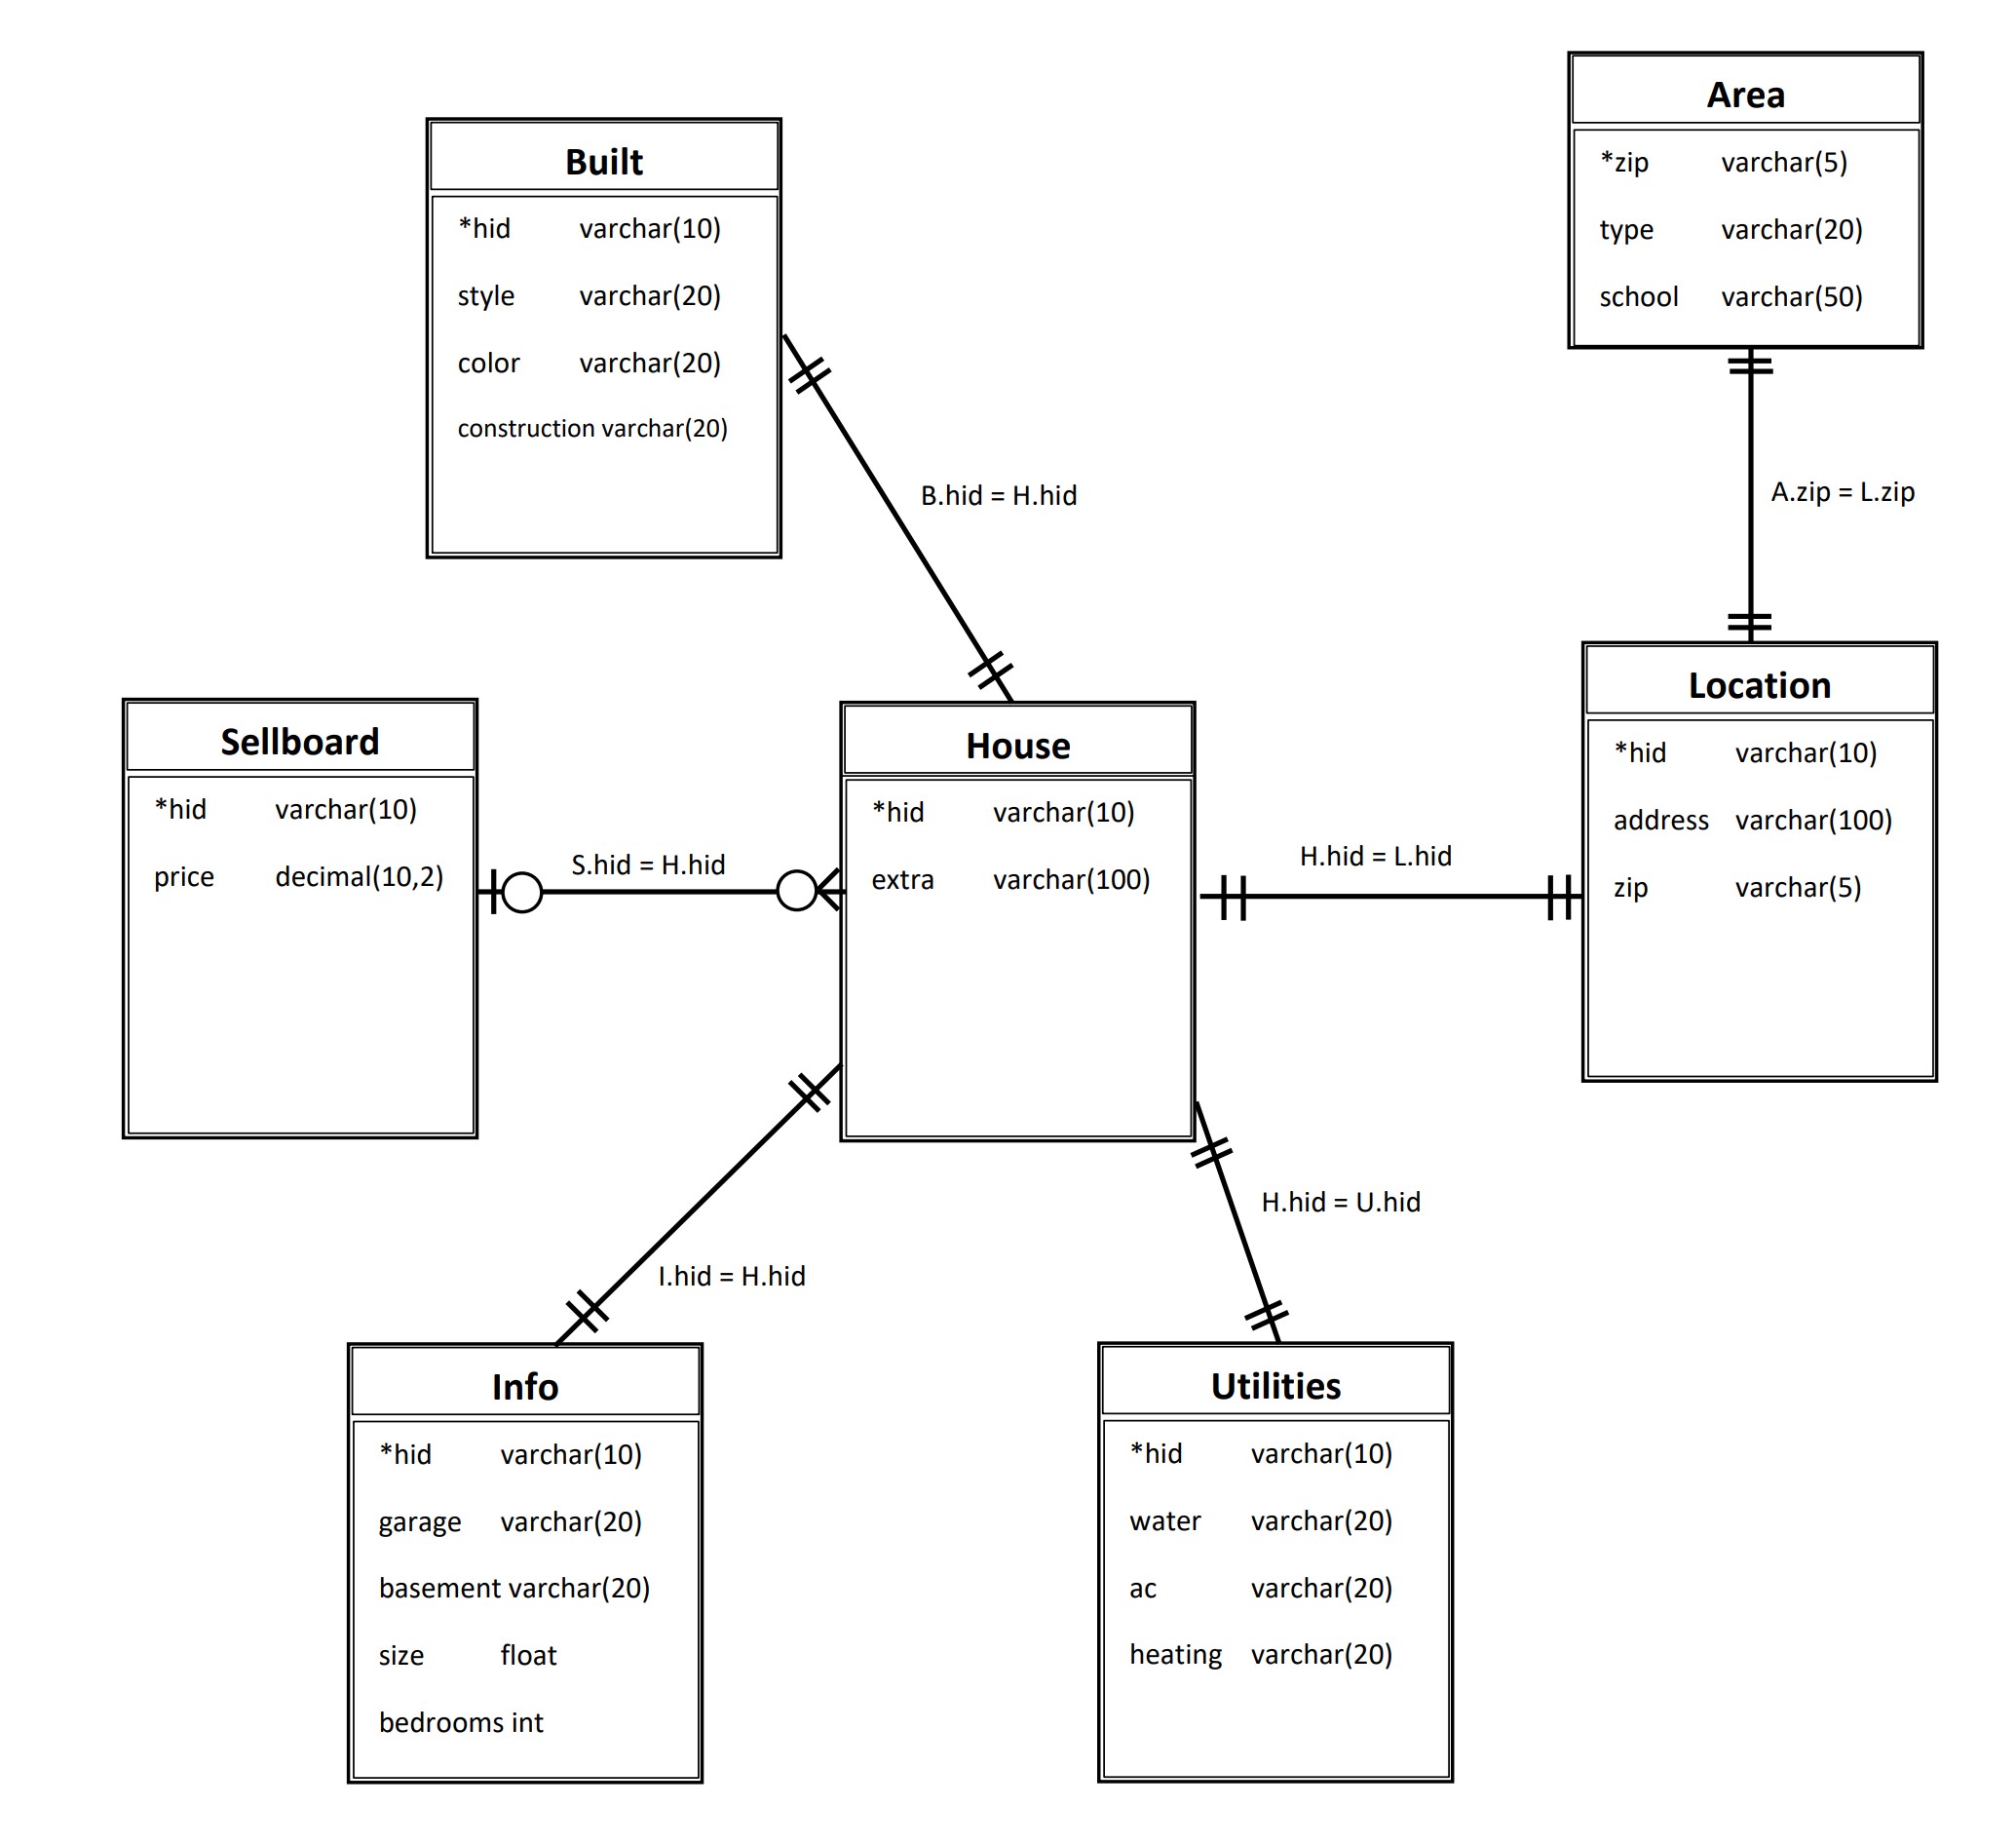 Area
*zip varchar(5)
type varchar(20)
school varchar(50)
Built
*hid varchar(10)
style varchar(20)
color varchar(20)
construction varchar(20)
B.hid = H.hid
A.zip = L.zip
Sellboard
*hid varchar(10)
price decimal(10,2)
S.hid = H.hid
House
*hid varchar(10)
extra varchar(100)
H.hid = L.hid
Location
*hid varchar(10)
address varchar(100)
zip varchar(5)
I.hid = H.hid
H.hid = U.hid
Info
*hid varchar(10)
garage varchar(20)
basement varchar(20)
size float
bedrooms int
Utilities
*hid varchar(10)
water varchar(20)
ac varchar(20)
heating varchar(20)